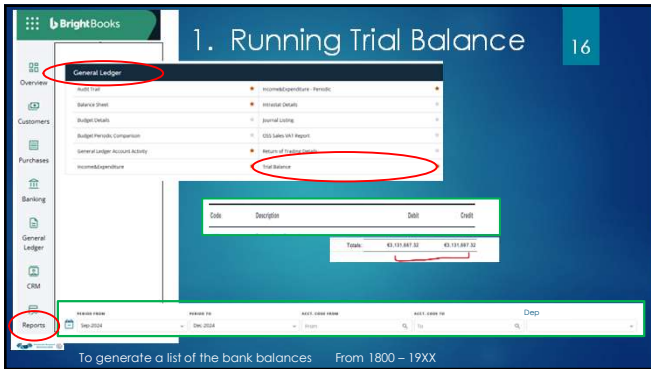 BrightBooks
1. Running Trial Balance
16
Overview
Customers
Purchases
Banking
General Ledger
CRM
Reports
General Ledger
Audit Trail
Income&Expenditure - Periodic
Balance Sheet
Intrastat Details
Budget Details
Journal Listing
Budget Periodic Comparison
OSS Sales VAT Report
General Ledger Account Activity
Return of Trading Details
Income&Expenditure
Trial Balance
Code Description Debit Credit
Totals: €3,131,667.32 €3,131,667.32
PERIOD FROM PERIOD TO ACCT. CODE FROM ACCT. CODE TO Dep
Sep-2024 Dec-2024 From To
To generate a list of the bank balances From 1800 – 19XX